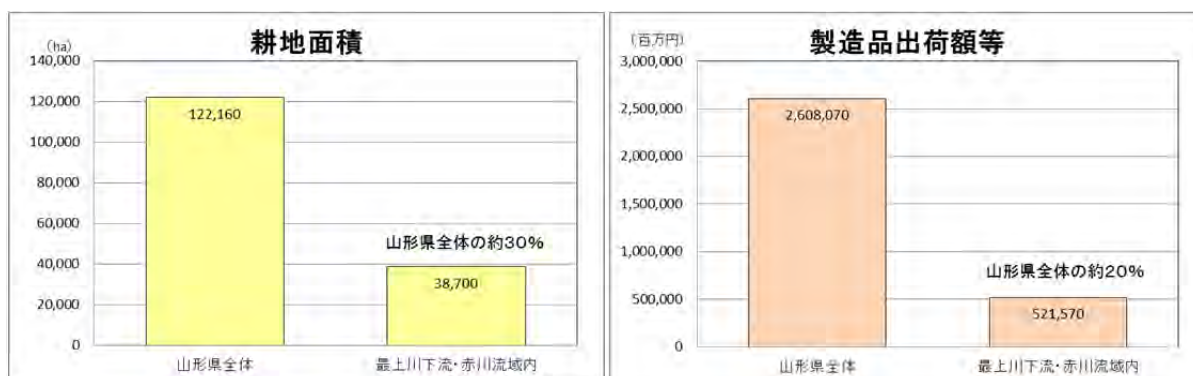 耕地面積
(ha)
140,000
120,000
100,000
80,000
60,000
40,000
20,000
0
122,160
山形県全体の約30%
38,700
山形県全体
最上川下流・赤川流域内
製造品出荷額等
(百万円)
3,000,000
2,500,000
2,000,000
1,500,000
1,000,000
500,000
0
2,608,070
山形県全体の約20%
521,570
山形県全体
最上川下流・赤川流域内